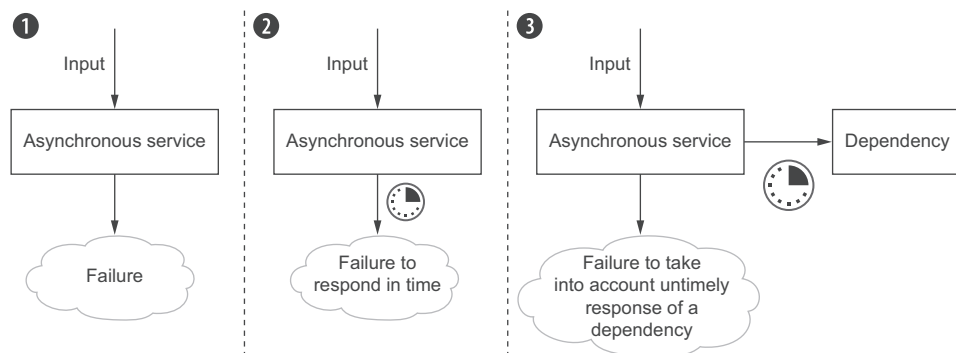 1
Input
Asynchronous service
Failure
2
Input
Asynchronous service
Failure to
respond in time
3
Input
Asynchronous service
Dependency
Failure to take
into account untimely
response of a
dependency